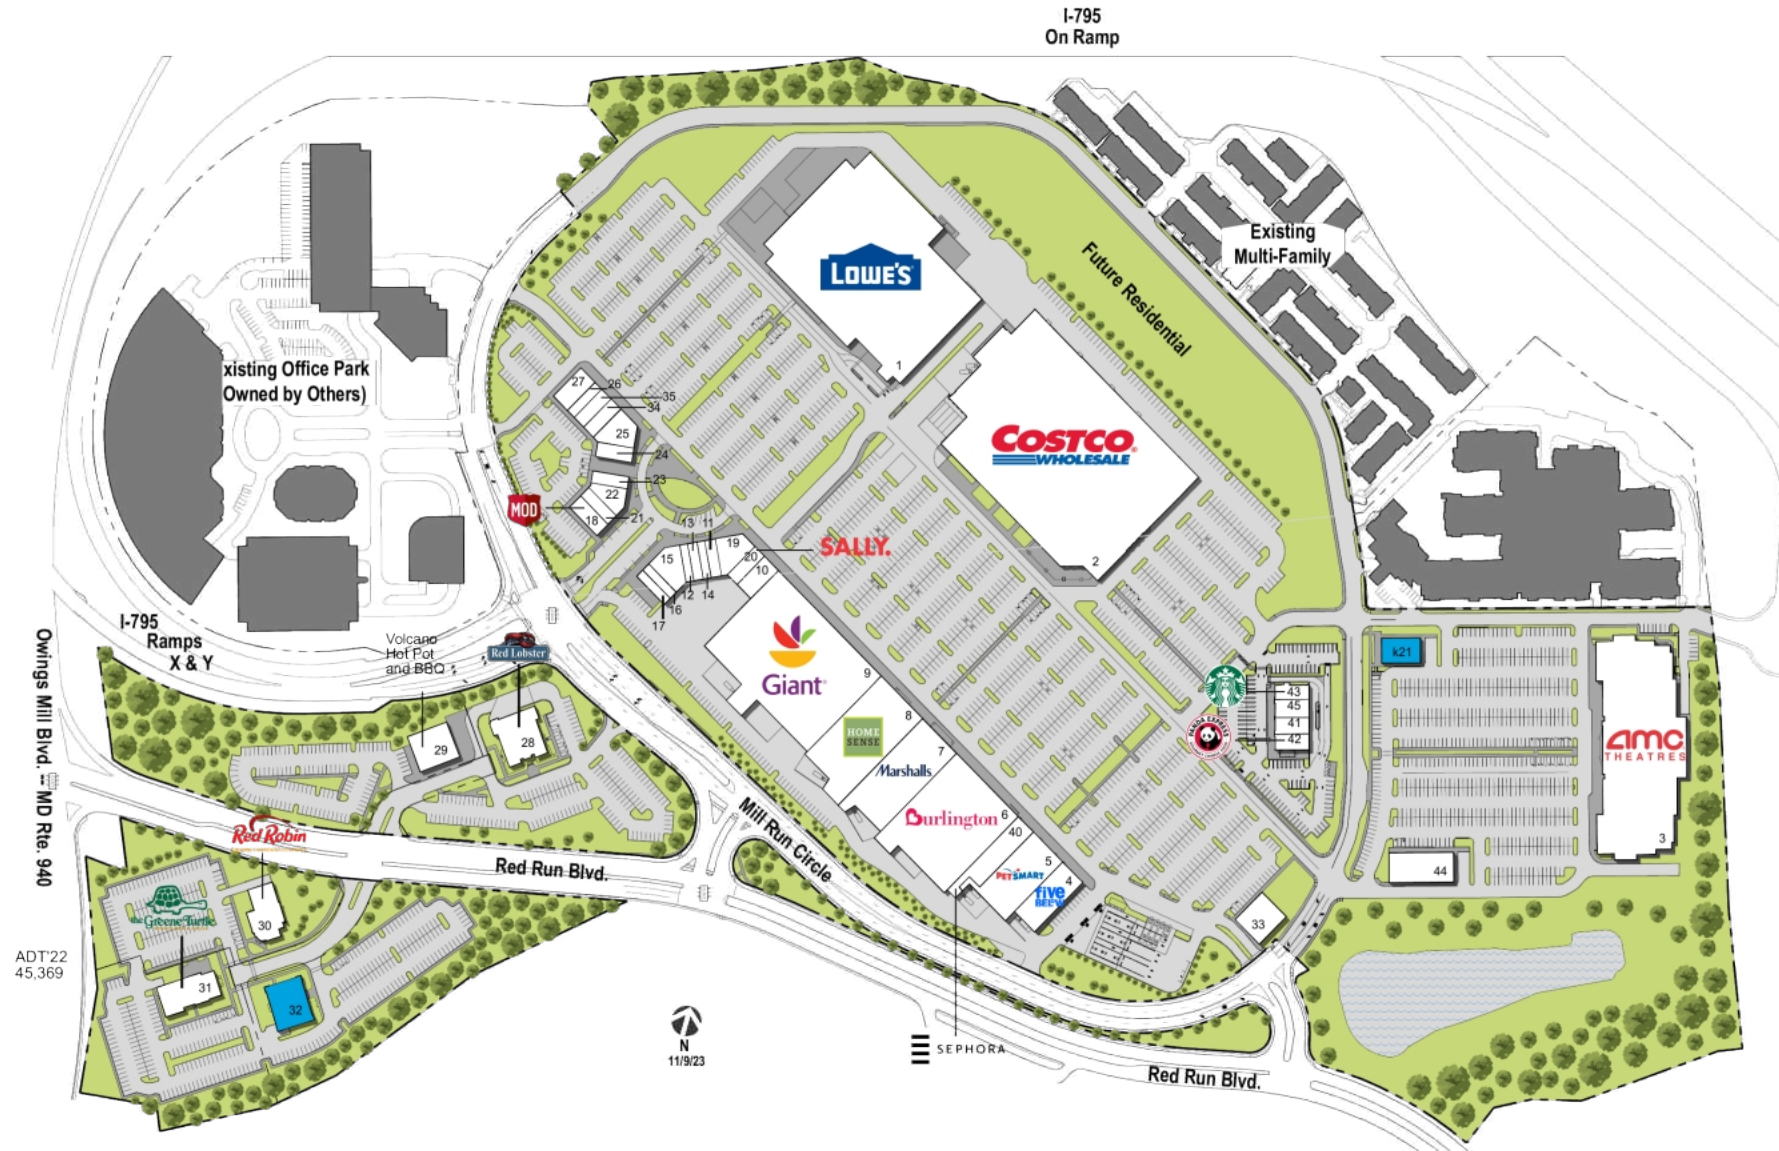 I-795
On Ramp
Existing
Multi-Family
Future Residential
LOWE'S
1
COSTCO
WHOLESALE
2
xisting Office Park
Owned by Others)
27
26
35
34
25
24
23
22
MOD
18
21
13
11
19
15
20
10
SALLY.
12
14
16
17
I-795
Ramps
X & Y
Volcano
Hot Pot
and BBQ
Red Lobster
Giant
9
HOME
SENSE
8
Marshalls
7
Burlington
6
40
PETSMART
5
4
five
BELOW
43
45
41
42
PANDA EXPRESS
k21
amc
THEATRES
3
44
33
29
28
Owings Mill Blvd. -- MD Rte. 940
Red Robin
Red Run Blvd.
Mill Run Circle
the Greene Turtle
30
31
32
ADT'22
45,369
N
11/9/23
SEPHORA
Red Run Blvd.